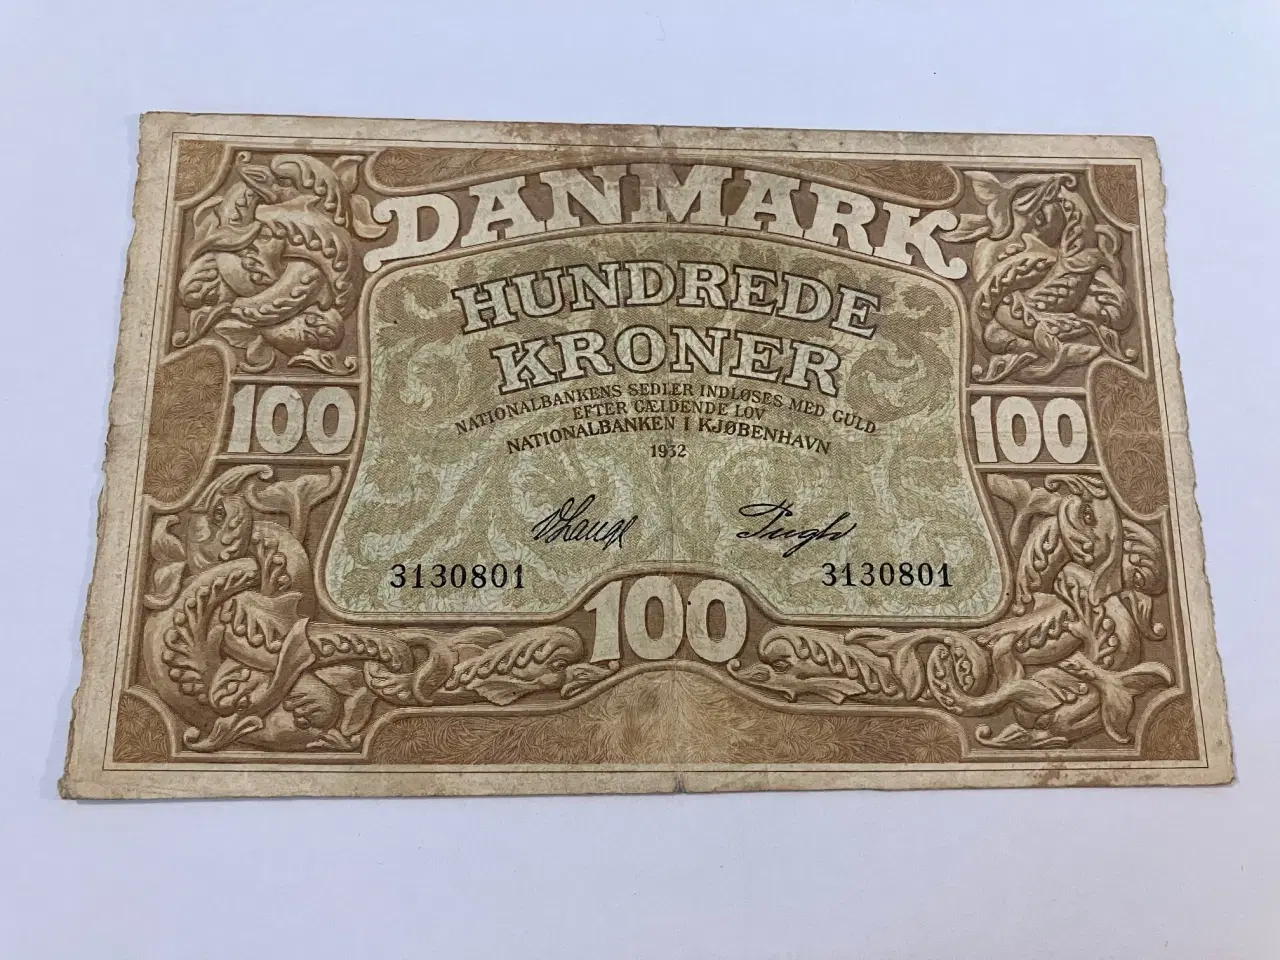 DANMARK
HUNDREDE
KRONER
NATIONALBANKENS SEDLER INDLØSES MED GULD
EFTER GÆLDENDE LOV
NATIONALBANKEN I KJØBENHAVN
1932
100 100
V Lange
3130801 3130801
100